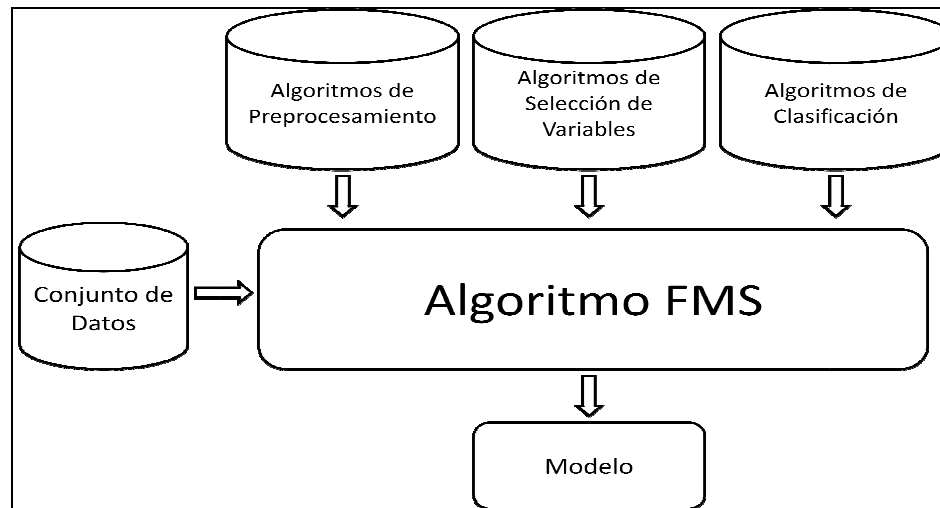 Algoritmos de
Preprocesamiento
Algoritmos de
Selección de
Variables
Algoritmos de
Clasificación
Conjunto de
Datos
Algoritmo FMS
Modelo